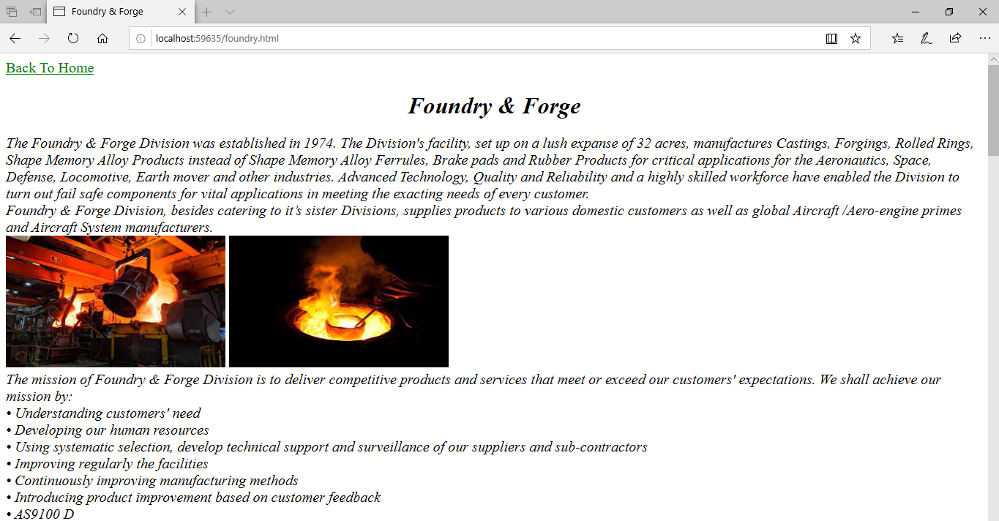 Foundry & Forge
localhost:59635/foundry.html
Back To Home
Foundry & Forge
The Foundry & Forge Division was established in 1974. The Division's facility, set up on a lush expanse of 32 acres, manufactures Castings, Forgings, Rolled Rings,
Shape Memory Alloy Products instead of Shape Memory Alloy Ferrules, Brake pads and Rubber Products for critical applications for the Aeronautics, Space,
Defense, Locomotive, Earth mover and other industries. Advanced Technology, Quality and Reliability and a highly skilled workforce have enabled the Division to
turn out fail safe components for vital applications in meeting the exacting needs of every customer.
Foundry & Forge Division, besides catering to it’s sister Divisions, supplies products to various domestic customers as well as global Aircraft /Aero-engine primes
and Aircraft System manufacturers.
The mission of Foundry & Forge Division is to deliver competitive products and services that meet or exceed our customers' expectations. We shall achieve our
mission by:
• Understanding customers' need
• Developing our human resources
• Using systematic selection, develop technical support and surveillance of our suppliers and sub-contractors
• Improving regularly the facilities
• Continuously improving manufacturing methods
• Introducing product improvement based on customer feedback
• AS9100 D